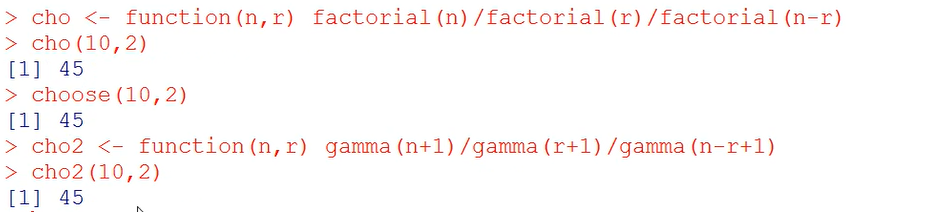 > cho <- function(n,r) factorial(n)/factorial(r)/factorial(n-r)
> cho(10,2)
[1] 45
> choose(10,2)
[1] 45
> cho2 <- function(n,r) gamma(n+1)/gamma(r+1)/gamma(n-r+1)
> cho2(10,2)
[1] 45